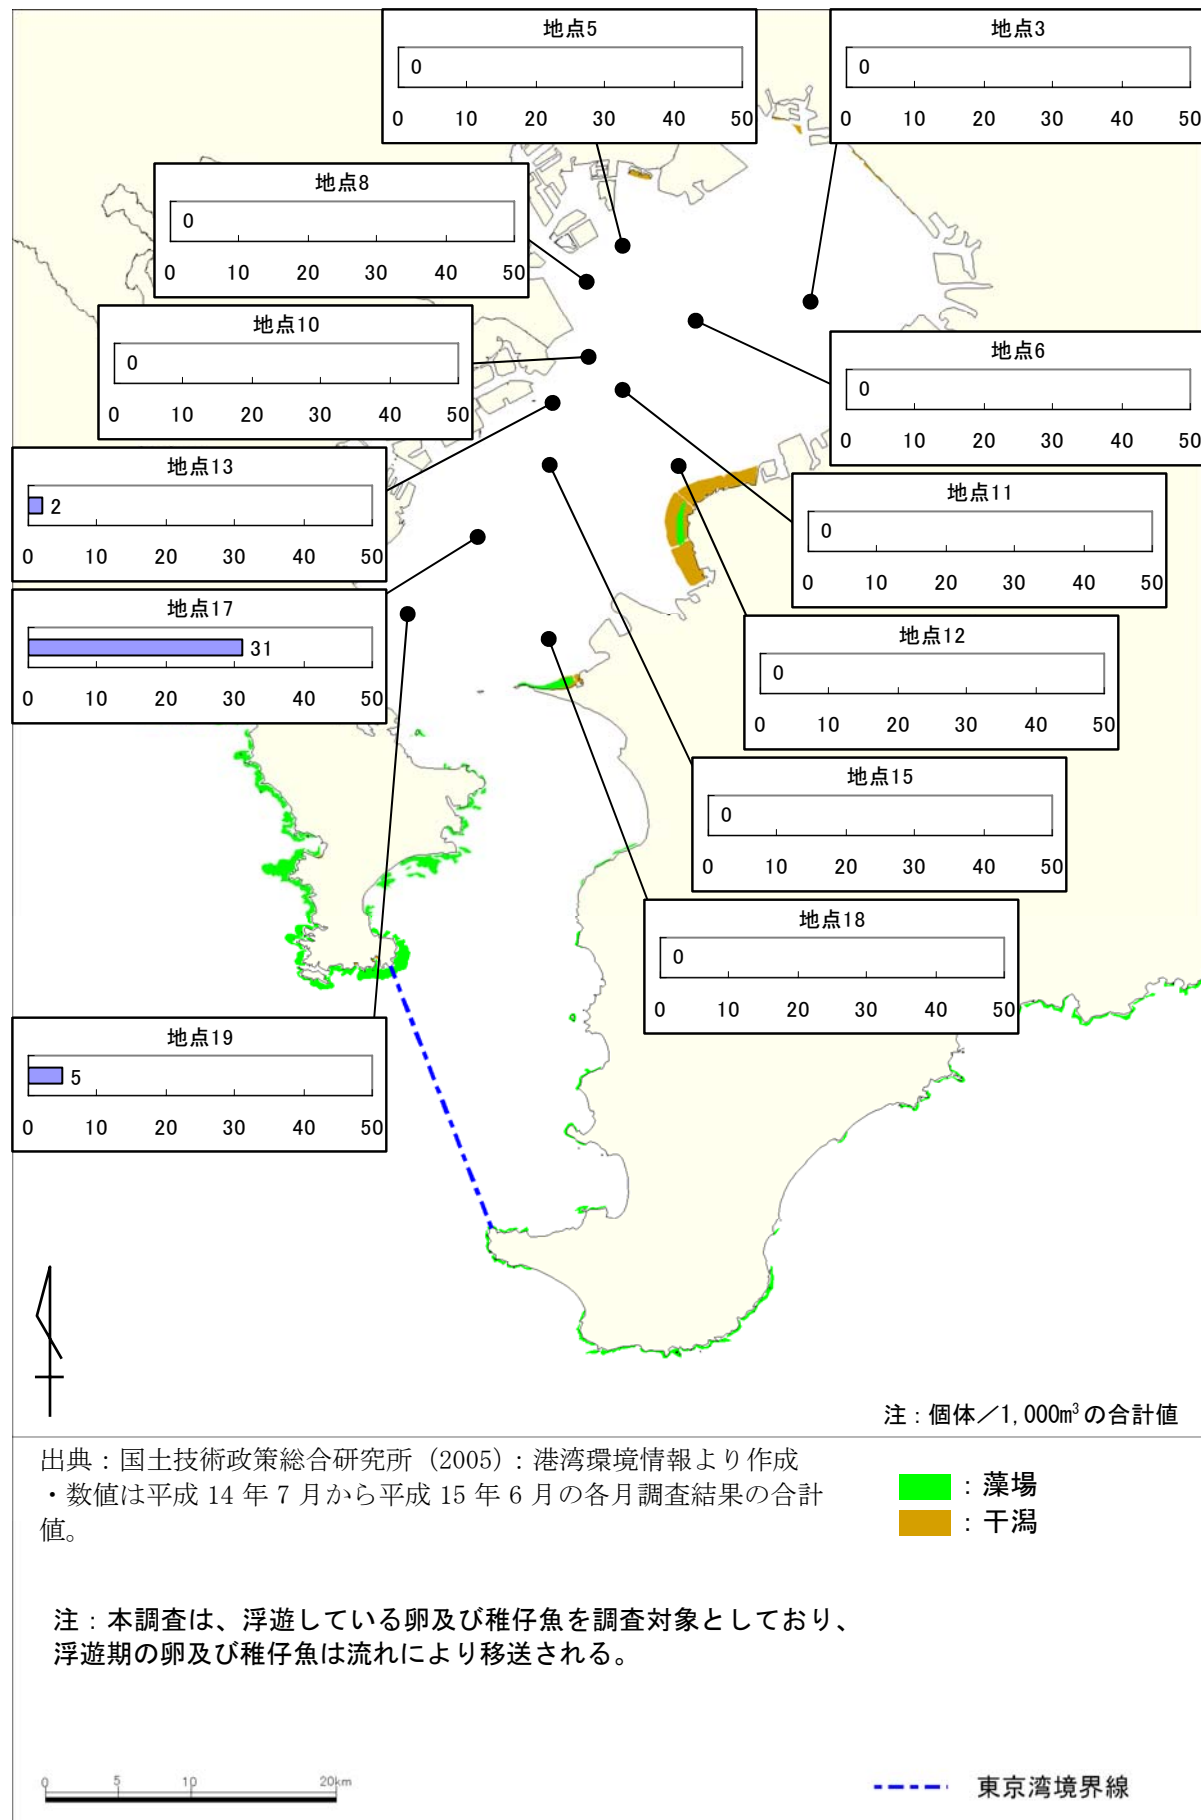 地点5
0
0 10 20 30 40 50
地点3
0
0 10 20 30 40 50
地点8
0
0 10 20 30 40 50
地点10
0
0 10 20 30 40 50
地点6
0
0 10 20 30 40 50
地点13
2
0 10 20 30 40 50
地点11
0
0 10 20 30 40 50
地点17
31
0 10 20 30 40 50
地点12
0
0 10 20 30 40 50
地点15
0
0 10 20 30 40 50
地点18
0
0 10 20 30 40 50
地点19
5
0 10 20 30 40 50
注：個体／1,000m³の合計値
出典：国土技術政策総合研究所（2005）：港湾環境情報より作成
・数値は平成 14 年 7 月から平成 15 年 6 月の各月調査結果の合計
値。
：藻場
：干潟
注：本調査は、浮遊している卵及び稚仔魚を調査対象としており、
浮遊期の卵及び稚仔魚は流れにより移送される。
0 5 10 20km
東京湾境界線